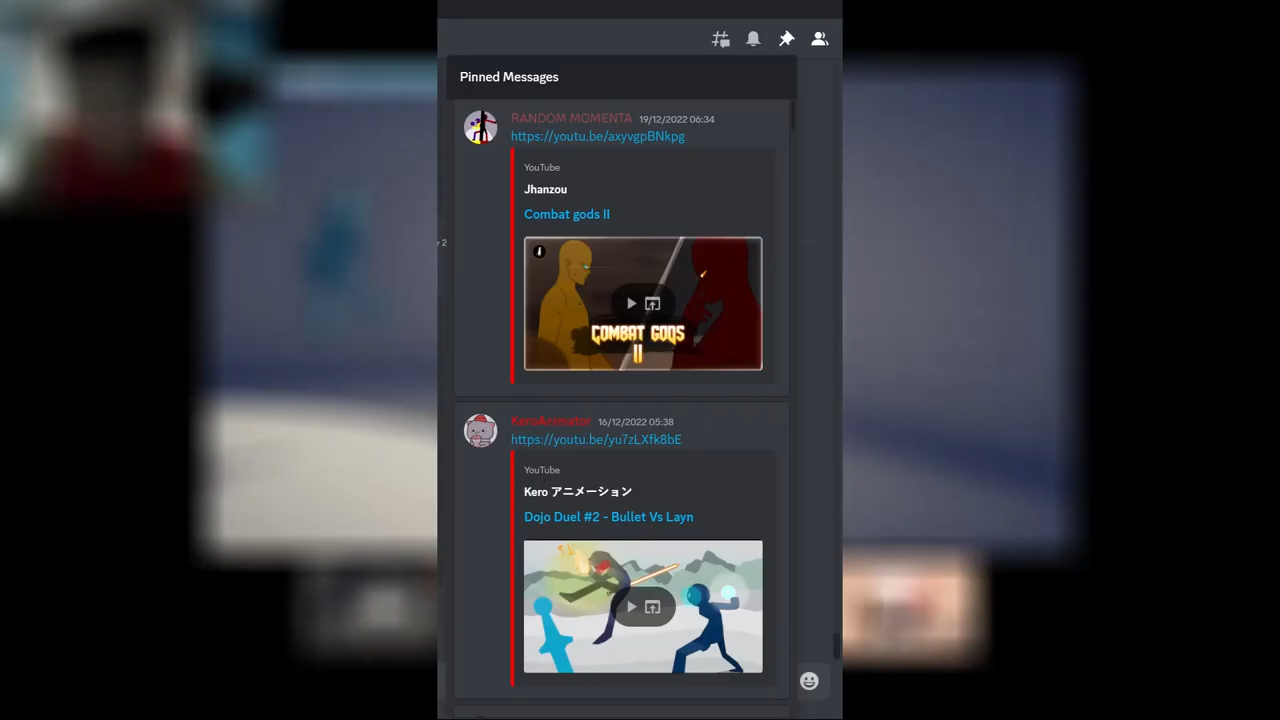 Pinned Messages
RANDOM MOMENTA 19/12/2022 06:34
https://youtu.be/axyvgpBNkpg
YouTube
Jhanzou
Combat gods II
COMBAT GODS
II
y 2
KeroAnimator 16/12/2022 05:38
https://youtu.be/yu7zLXfk8bE
YouTube
Kero アニメーション
Dojo Duel #2 - Bullet Vs Layn